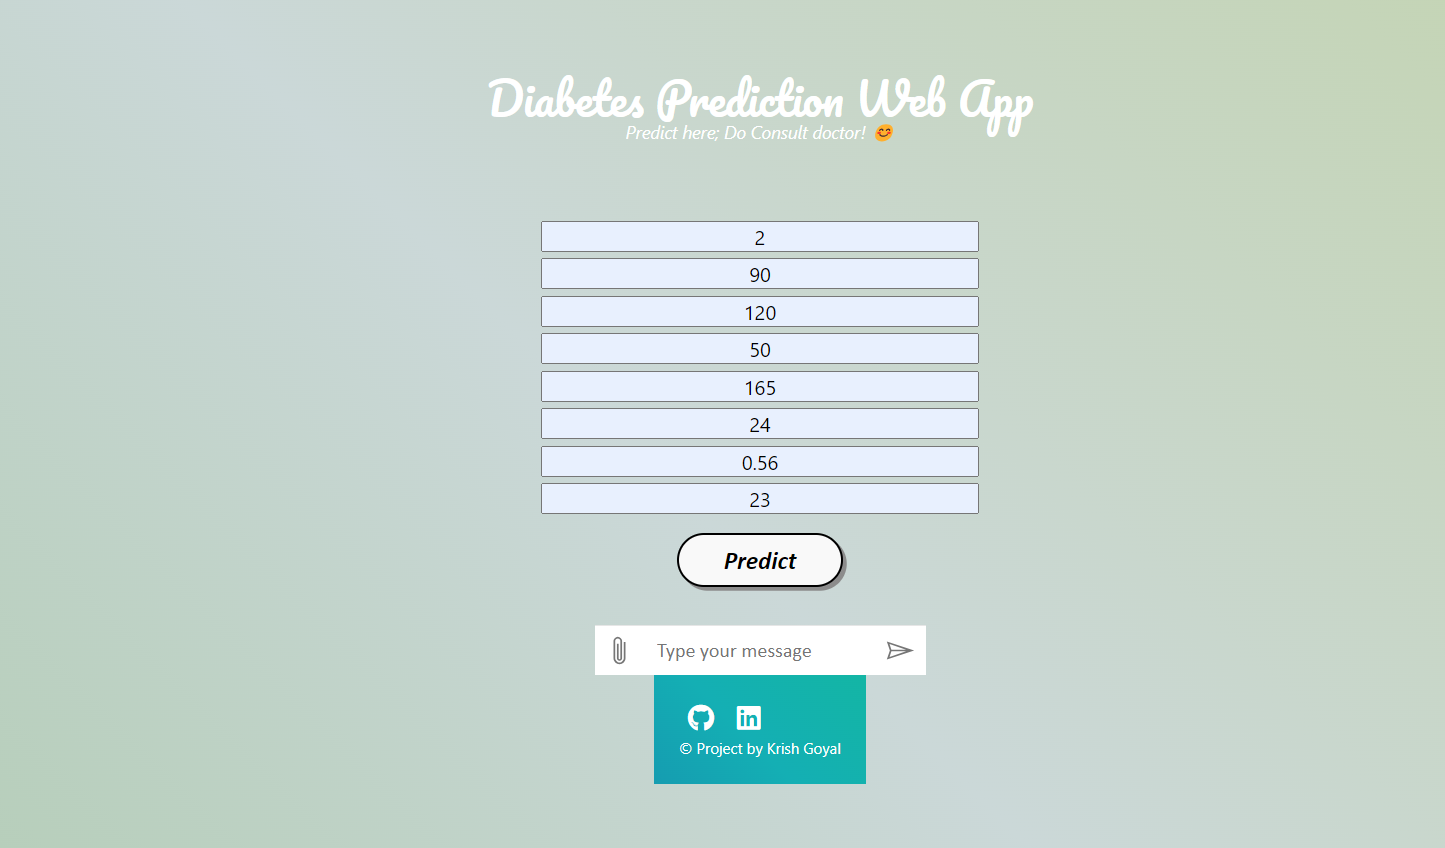 Diabetes Prediction Web App
Predict here; Do Consult doctor! 😊
2
90
120
50
165
24
0.56
23
Predict
Type your message
© Project by Krish Goyal